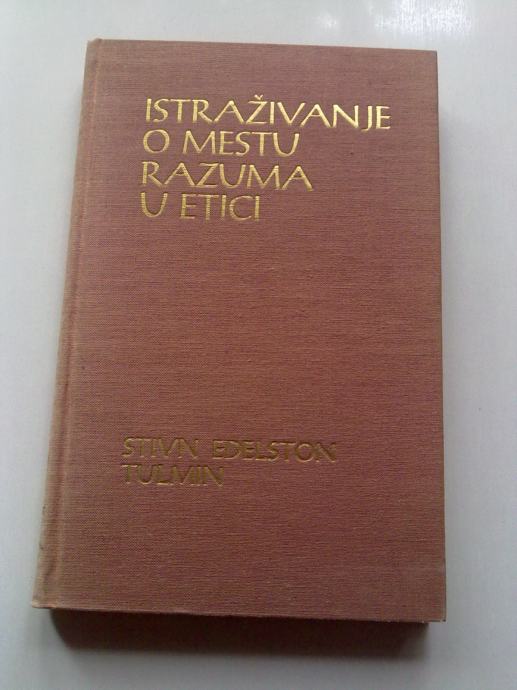 ISTRAŽIVANJE
O MESTU
RAZUMA
U ETICI
STIVN EDELSTON
TULMIN